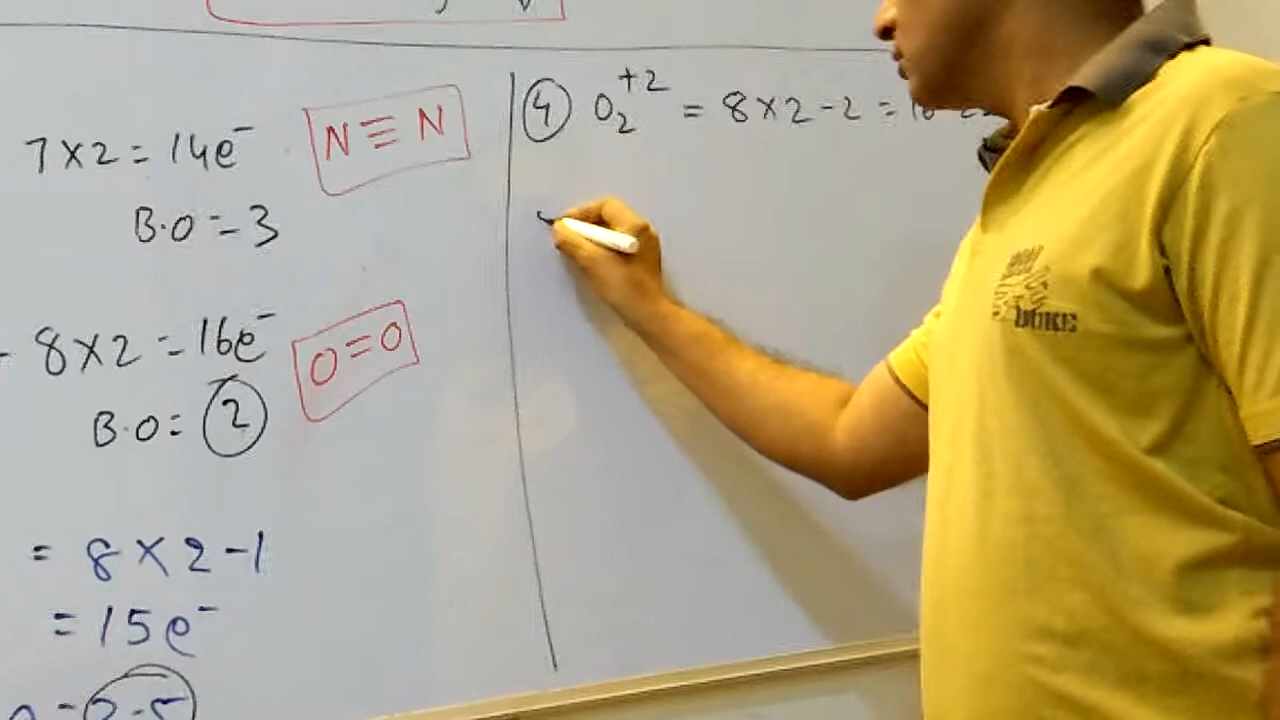 7×2 = 14e⁻
N≡N
B.O = 3
8×2 = 16e⁻
O=O
B.O = 2
= 8×2-1
= 15e⁻
④ O₂⁺² = 8×2-2 =